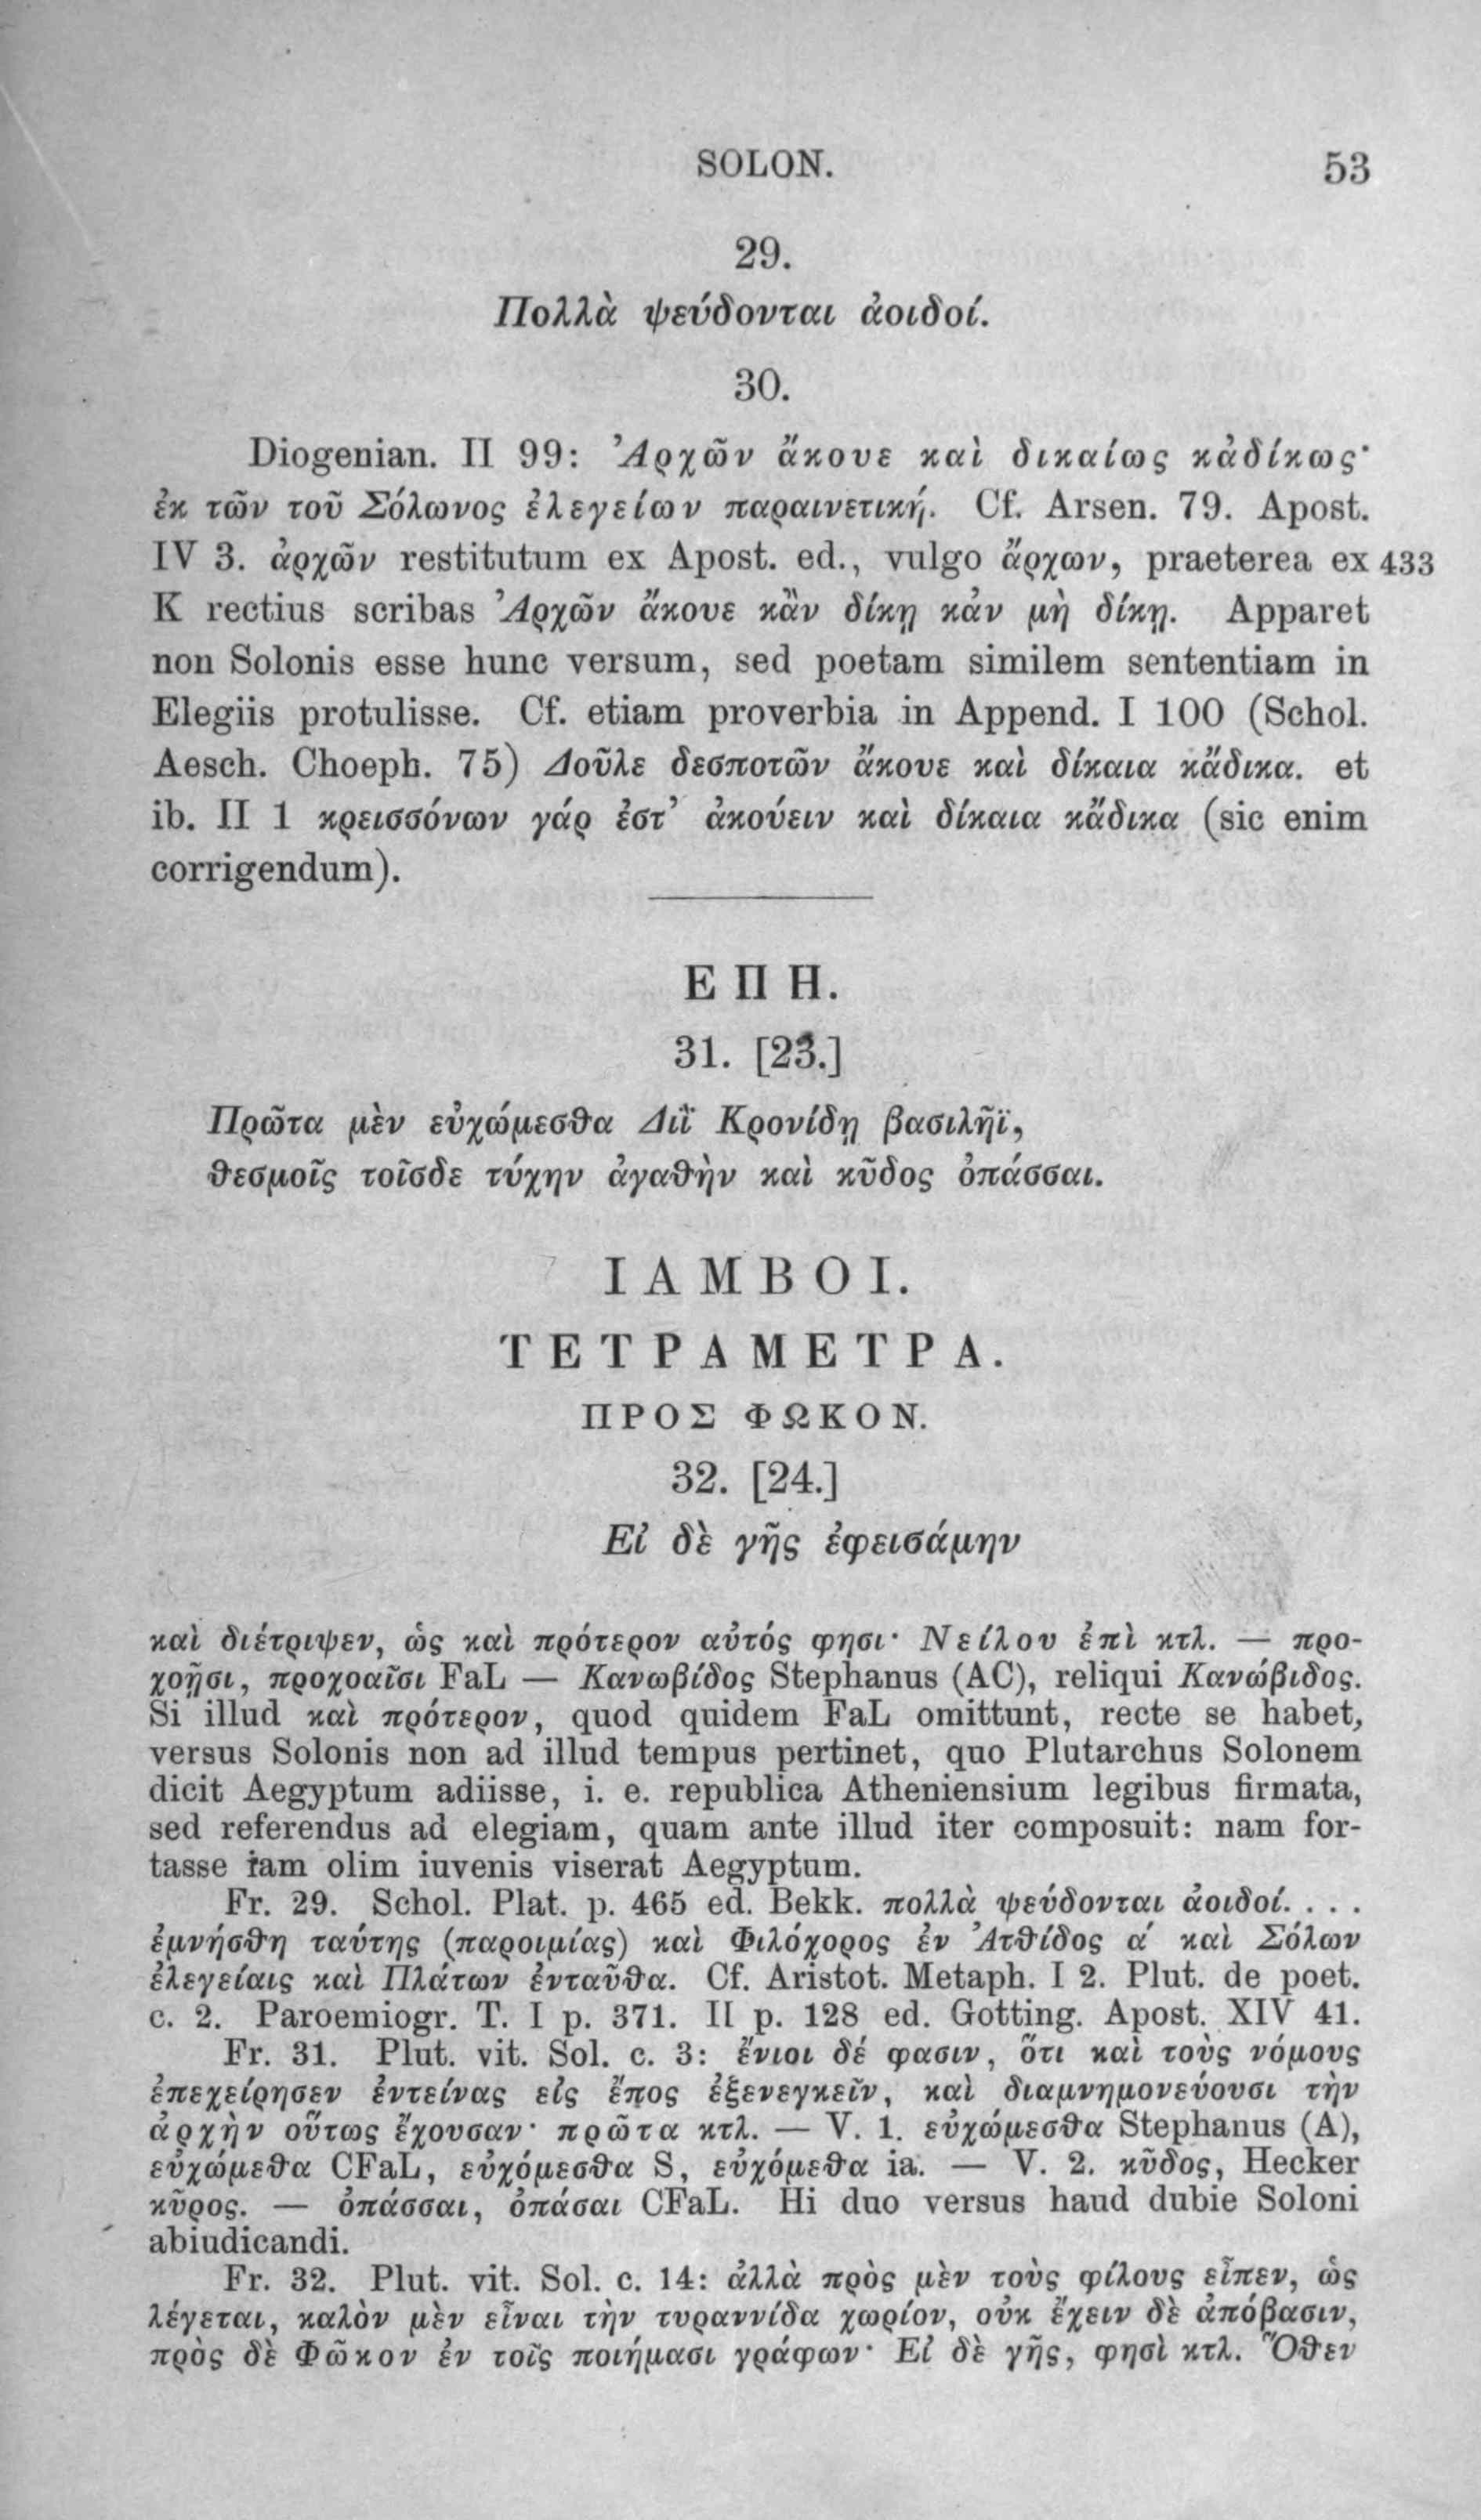 SOLON. 53
29.
Πολλὰ ψεύδονται ἀοιδοί.
30.
Diogenian. II 99: Ἀρχῶν ἄκουε καὶ δικαίως κἀδίκως·
ἐκ τῶν τοῦ Σόλωνος ἐλεγείων παραινετική. Cf. Arsen. 79. Apost.
IV 3. ἀρχῶν restitutum ex Apost. ed., vulgo ἄρχων, praeterea ex 433
K rectius scribas Ἀρχῶν ἄκουε κἂν δίκῃ κἀν μὴ δίκῃ. Apparet
non Solonis esse hunc versum, sed poetam similem sententiam in
Elegiis protulisse. Cf. etiam proverbia in Append. I 100 (Schol.
Aesch. Choeph. 75) Δοῦλε δεσποτῶν ἄκουε καὶ δίκαια κἄδικα. et
ib. II 1 κρεισσόνων γάρ ἐστ’ ἀκούειν καὶ δίκαια κἄδικα (sic enim
corrigendum).
ΕΠΗ.
31. [23.]
Πρῶτα μὲν εὐχώμεσθα Διῒ Κρονίδῃ βασιλῆϊ,
θεσμοῖς τοῖσδε τύχην ἀγαθὴν καὶ κῦδος ὀπάσσαι.
ΙΑΜΒΟΙ.
ΤΕΤΡΑΜΕΤΡΑ.
ΠΡΟΣ ΦΩΚΟΝ.
32. [24.]
Εἰ δὲ γῆς ἐφεισάμην
καὶ διέτριψεν, ὡς καὶ πρότερον αὐτός φησι· Νείλου ἐπὶ κτλ. — προ-
χοῇσι, προχοαῖσι FaL — Κανωβίδος Stephanus (AC), reliqui Κανώβιδος.
Si illud καὶ πρότερον, quod quidem FaL omittunt, recte se habet,
versus Solonis non ad illud tempus pertinet, quo Plutarchus Solonem
dicit Aegyptum adiisse, i. e. republica Atheniensium legibus firmata,
sed referendus ad elegiam, quam ante illud iter composuit: nam for-
tasse iam olim iuvenis viserat Aegyptum.
Fr. 29. Schol. Plat. p. 465 ed. Bekk. πολλὰ ψεύδονται ἀοιδοί. . . .
ἐμνήσθη ταύτης (παροιμίας) καὶ Φιλόχορος ἐν Ἀτθίδος α΄ καὶ Σόλων
ἐλεγείαις καὶ Πλάτων ἐνταῦθα. Cf. Aristot. Metaph. I 2. Plut. de poet.
c. 2. Paroemiogr. T. I p. 371. II p. 128 ed. Gotting. Apost. XIV 41.
Fr. 31. Plut. vit. Sol. c. 3: ἔνιοι δέ φασιν, ὅτι καὶ τοὺς νόμους
ἐπεχείρησεν ἐντείνας εἰς ἔπος ἐξενεγκεῖν, καὶ διαμνημονεύουσι τὴν
ἀρχὴν οὕτως ἔχουσαν· πρῶτα κτλ. — V. 1. εὐχώμεσθα Stephanus (A),
εὐχώμεθα CFaL, εὐχόμεσθα S, εὐχόμεθα ia. — V. 2. κῦδος, Hecker
κῦρος. — ὀπάσσαι, ὀπάσαι CFaL. Hi duo versus haud dubie Soloni
abiudicandi.
Fr. 32. Plut. vit. Sol. c. 14: ἀλλὰ πρὸς μὲν τοὺς φίλους εἶπεν, ὡς
λέγεται, καλὸν μὲν εἶναι τὴν τυραννίδα χωρίον, οὐκ ἔχειν δὲ ἀπόβασιν,
πρὸς δὲ Φῶκον ἐν τοῖς ποιήμασι γράφων· Εἰ δὲ γῆς, φησὶ κτλ. Ὅθεν